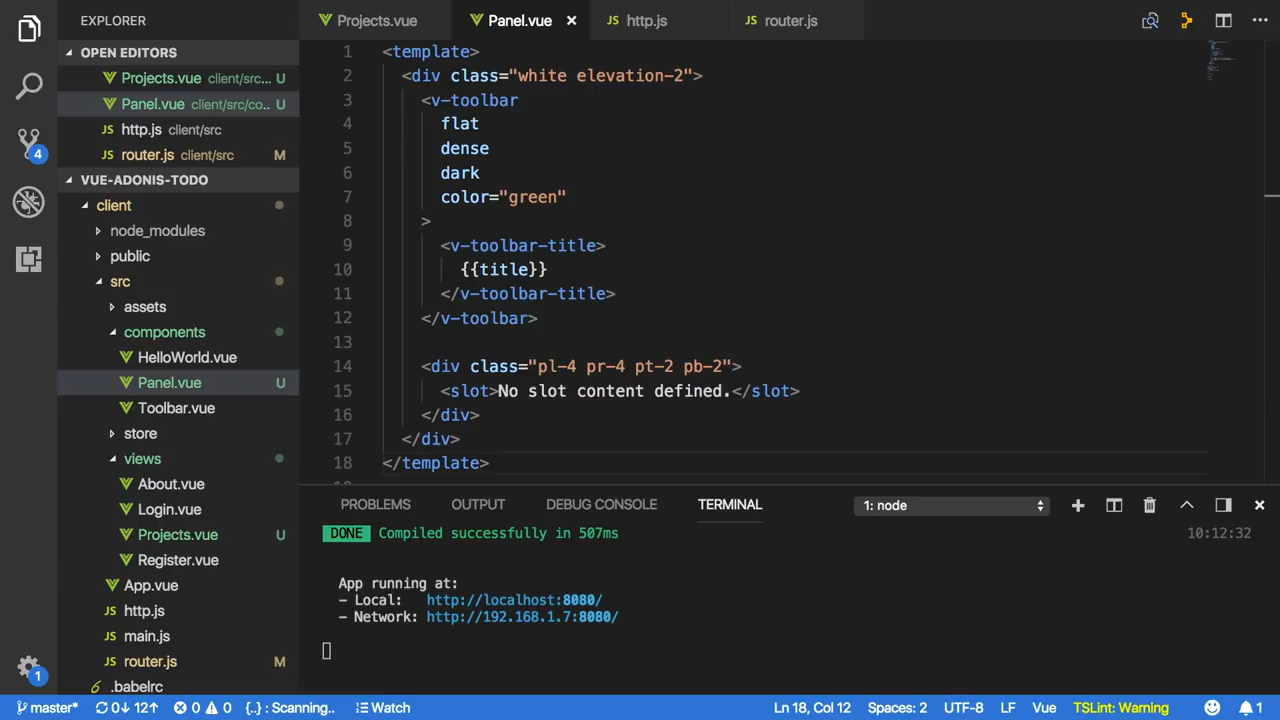 EXPLORER
OPEN EDITORS
Projects.vue client/src... U
Panel.vue client/src/co.. U
JS http.js client/src
JS router.js client/src M
VUE-ADONIS-TODO
client
node_modules
public
src
assets
components
HelloWorld.vue
Panel.vue U
Toolbar.vue
store
views
About.vue
Login.vue
Projects.vue U
Register.vue
App.vue
JS http.js
JS main.js
JS router.js M
6 .babelrc
4
1
Projects.vue
Panel.vue ×
JS http.js
JS router.js
1 <template>
2 <div class="white elevation-2">
3 <v-toolbar
4 flat
5 dense
6 dark
7 color="green"
8 >
9 <v-toolbar-title>
10 {{title}}
11 </v-toolbar-title>
12 </v-toolbar>
13
14 <div class="pl-4 pr-4 pt-2 pb-2">
15 <slot>No slot content defined.</slot>
16 </div>
17 </div>
18 </template>
PROBLEMS OUTPUT DEBUG CONSOLE TERMINAL 1: node
DONE Compiled successfully in 507ms 10:12:32
App running at:
- Local: http://localhost:8080/
- Network: http://192.168.1.7:8080/
master* 0↓ 12↑ 0 0 {..} : Scanning.. Watch Ln 18, Col 12 Spaces: 2 UTF-8 LF Vue TSLint: Warning 1